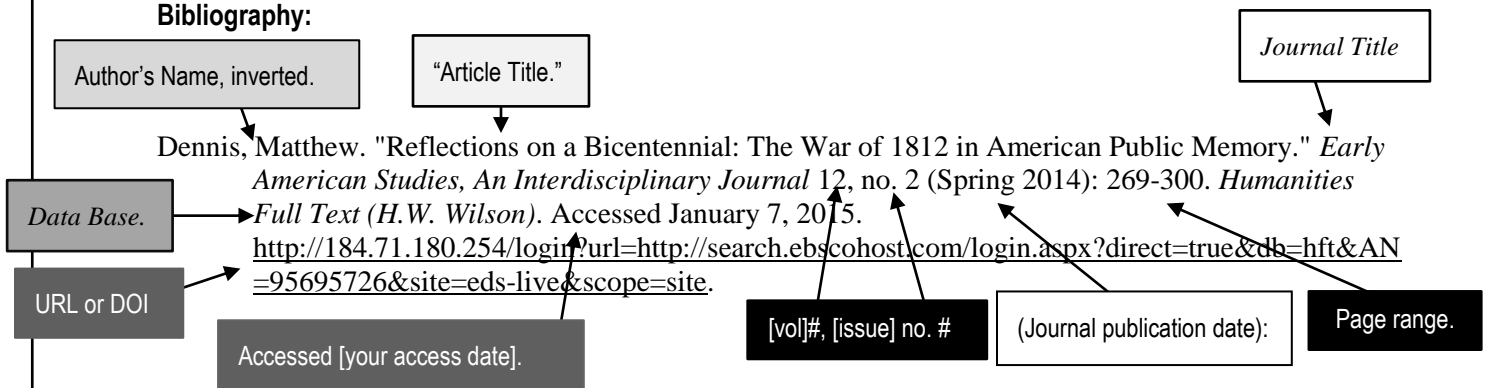 Bibliography:
Author's Name, inverted.
“Article Title.”
Journal Title
Dennis, Matthew. "Reflections on a Bicentennial: The War of 1812 in American Public Memory." Early
American Studies, An Interdisciplinary Journal 12, no. 2 (Spring 2014): 269-300. Humanities
Data Base.
Full Text (H.W. Wilson). Accessed January 7, 2015.
http://184.71.180.254/login?url=http://search.ebscohost.com/login.aspx?direct=true&db=hft&AN
=95695726&site=eds-live&scope=site.
URL or DOI
Accessed [your access date].
[vol]#, [issue] no. #
(Journal publication date):
Page range.